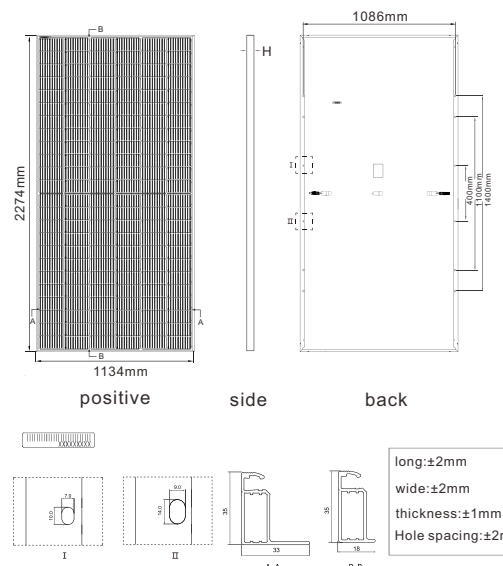 1086mm
B
H
2274mm
I
II
400mm
1100mm
1400mm
A
A
B
1134mm
positive
side
back
XXXXXXXXX
7.0
10.0
I
9.0
14.0
II
35
33
A-A
35
18
B-B
long:±2mm
wide:±2mm
thickness:±1mm
Hole spacing:±2